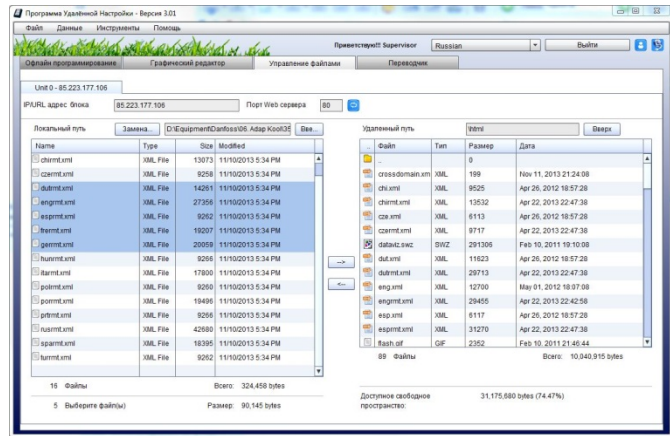 Программа Удалённой Настройки - Версия 3.01
Файл Данные Инструменты Помощь
Приветствую!!! Supervisor Russian Выйти
Офлайн программирование Графический редактор Управление файлами Переводчик
Unit 0 - 85.223.177.106
IP/URL адрес блока 85.223.177.106 Порт Web сервера 80
Локальный путь Замена... D:\Equipment\Danfoss\06. Adap Kool\35 Вве... Удаленный путь \html Вверх
Name Type Size Modified
chirmt.xml XML File 13073 11/10/2013 5:34 PM
czermt.xml XML File 9258 11/10/2013 5:34 PM
dutrmt.xml XML File 14261 11/10/2013 5:34 PM
engrmt.xml XML File 27356 11/10/2013 5:34 PM
esprmt.xml XML File 9262 11/10/2013 5:34 PM
frermt.xml XML File 19207 11/10/2013 5:34 PM
gerrmt.xml XML File 20059 11/10/2013 5:34 PM
hunrmt.xml XML File 9266 11/10/2013 5:34 PM
itarmt.xml XML File 17800 11/10/2013 5:34 PM
polrmt.xml XML File 9260 11/10/2013 5:34 PM
porrmt.xml XML File 19496 11/10/2013 5:34 PM
prtrmt.xml XML File 9266 11/10/2013 5:34 PM
rusrmt.xml XML File 42680 11/10/2013 5:34 PM
sparmt.xml XML File 18395 11/10/2013 5:34 PM
turrmt.xml XML File 9262 11/10/2013 5:34 PM
16 Файлы Всего: 324,458 bytes
5 Выберите файл(ы) Размер: 90,145 bytes
-->
<--
.. Файл Тип Размер Дата
.. 0
crossdomain.xm XML 199 Nov 11, 2013 21:24:08
chi.xml XML 9525 Apr 26, 2012 18:57:28
chirmt.xml XML 13532 Apr 22, 2013 22:47:38
cze.xml XML 6113 Apr 26, 2012 18:57:28
czermt.xml XML 9717 Apr 22, 2013 22:47:38
dataviz.swz SWZ 291306 Feb 10, 2011 19:10:08
dut.xml XML 11623 Apr 26, 2012 18:57:28
dutrmt.xml XML 29713 Apr 22, 2013 22:47:38
eng.xml XML 12700 May 01, 2012 18:07:08
engrmt.xml XML 29455 Apr 22, 2013 22:42:58
esp.xml XML 6117 Apr 26, 2012 18:57:28
esprmt.xml XML 31270 Apr 22, 2013 22:47:38
flash.gif GIF 2352 Feb 10, 2011 21:46:44
89 Файлы Всего: 10,040,915 bytes
Доступное свободное пространство: 31,175,680 bytes (74.47%)